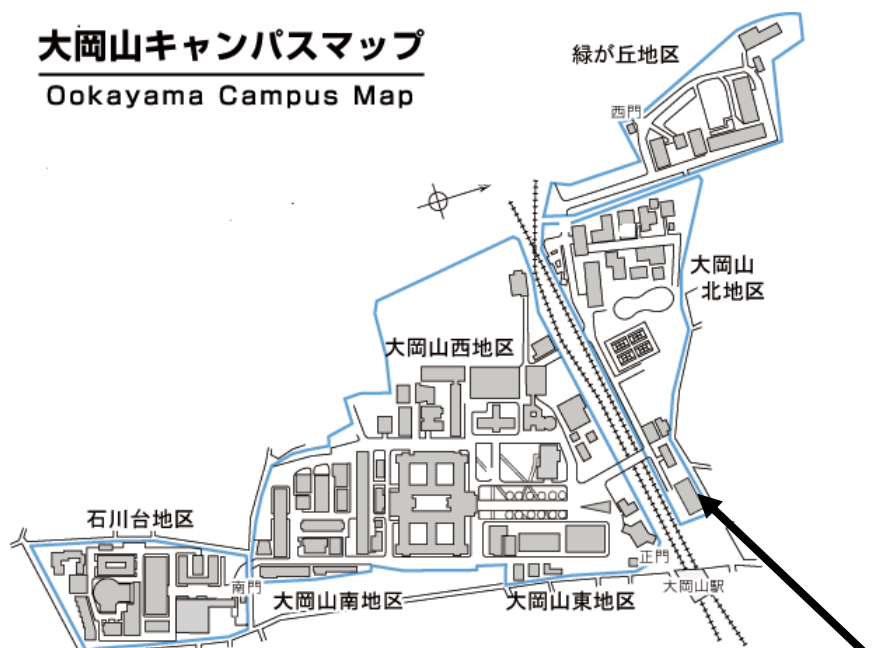 大岡山キャンパスマップ
Ookayama Campus Map
緑が丘地区
西門
大岡山
北地区
大岡山西地区
石川台地区
南門
大岡山南地区
大岡山東地区
正門
大岡山駅